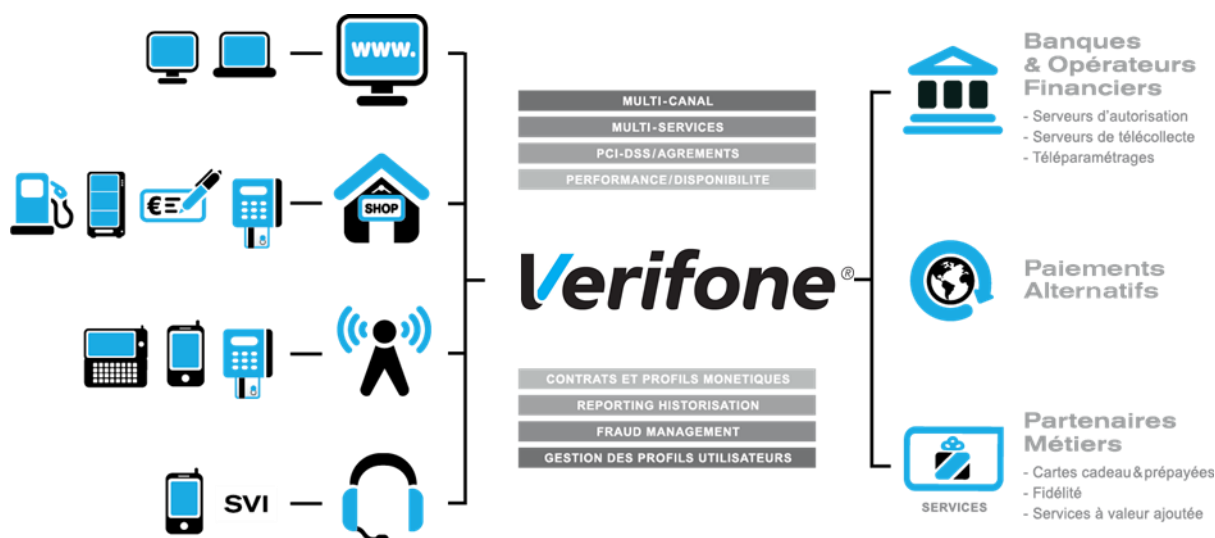 www.
€
SHOP
SVI
MULTI-CANAL
MULTI-SERVICES
PCI-DSS/AGREMENTS
PERFORMANCE/DISPONIBILITE
Verifone®
CONTRATS ET PROFILS MONETIQUES
REPORTING HISTORISATION
FRAUD MANAGEMENT
GESTION DES PROFILS UTILISATEURS
Banques
& Opérateurs
Financiers
- Serveurs d'autorisation
- Serveurs de télécollecte
- Téléparamétrages
Paiements
Alternatifs
SERVICES
Partenaires
Métiers
- Cartes cadeau&prépayées
- Fidélité
- Services à valeur ajoutée